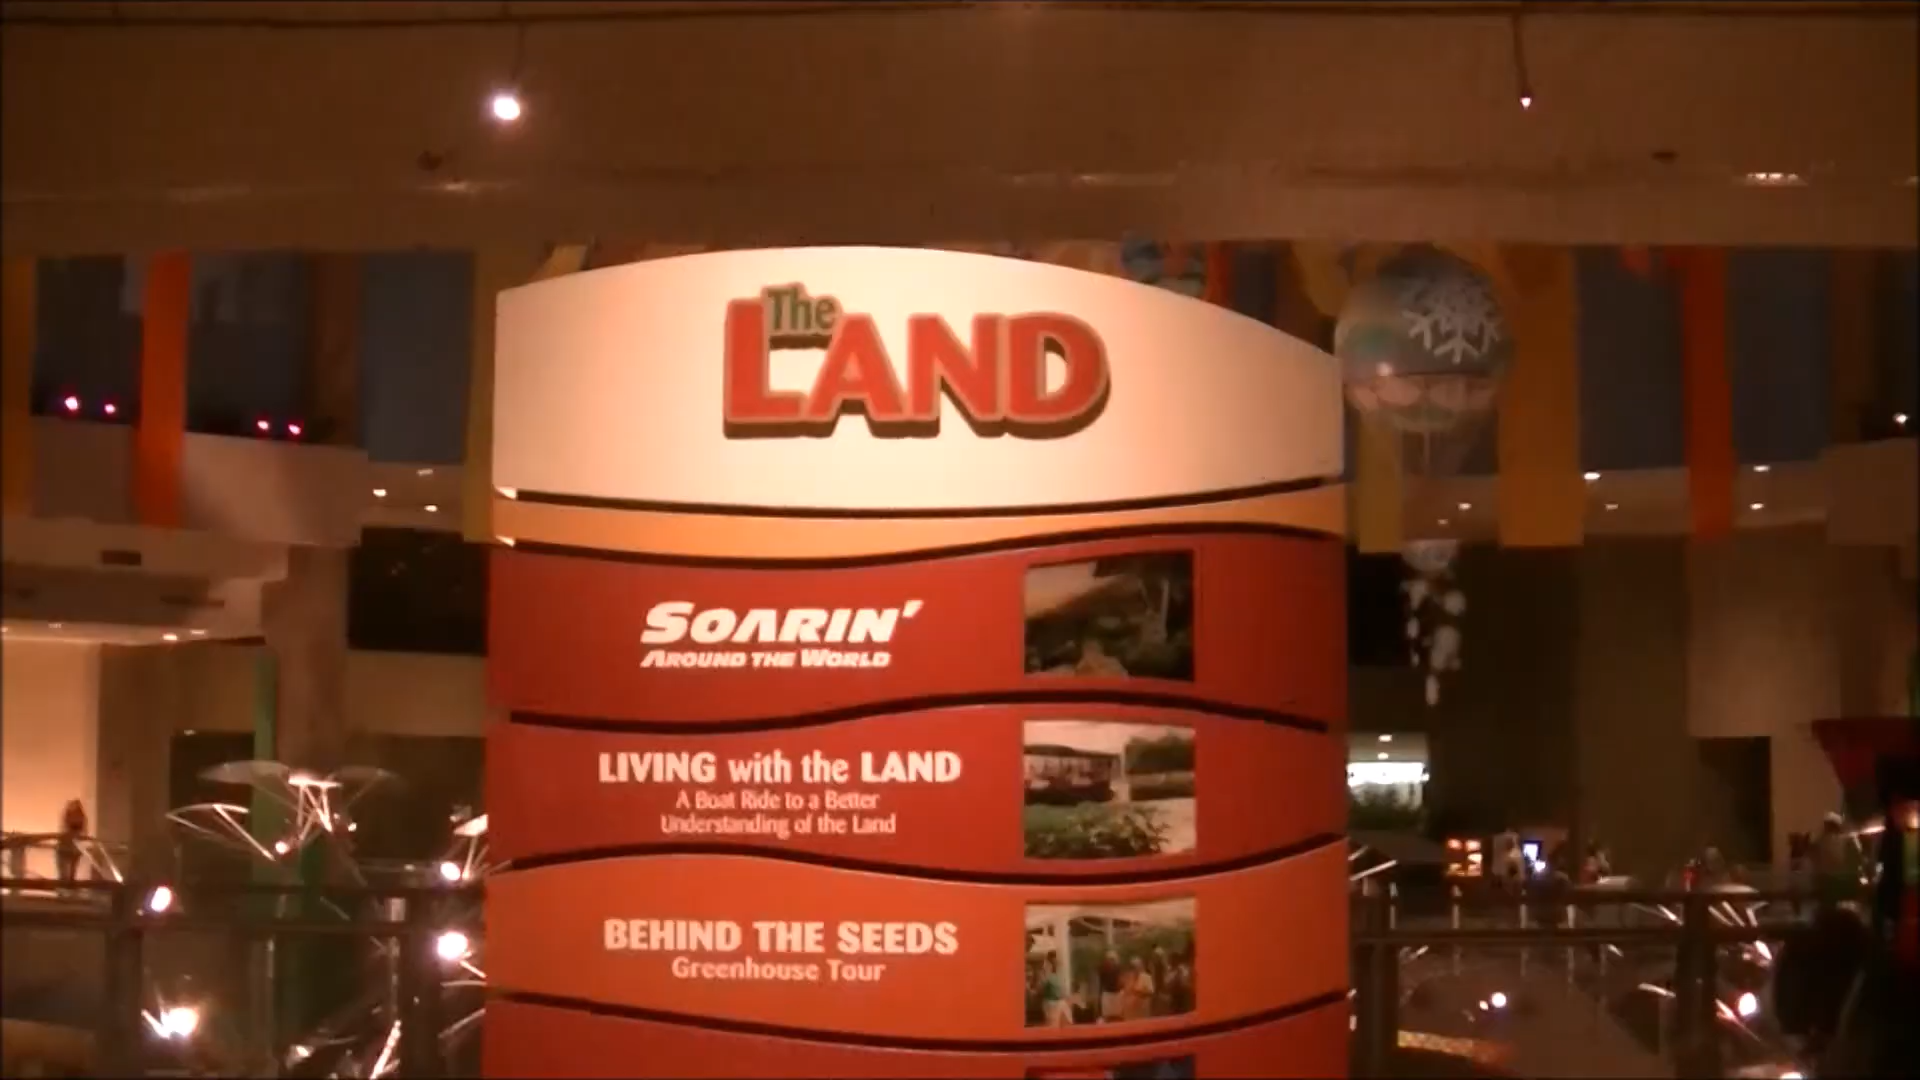 The
LAND
SOARIN'
AROUND THE WORLD
LIVING with the LAND
A Boat Ride to a Better
Understanding of the Land
BEHIND THE SEEDS
Greenhouse Tour